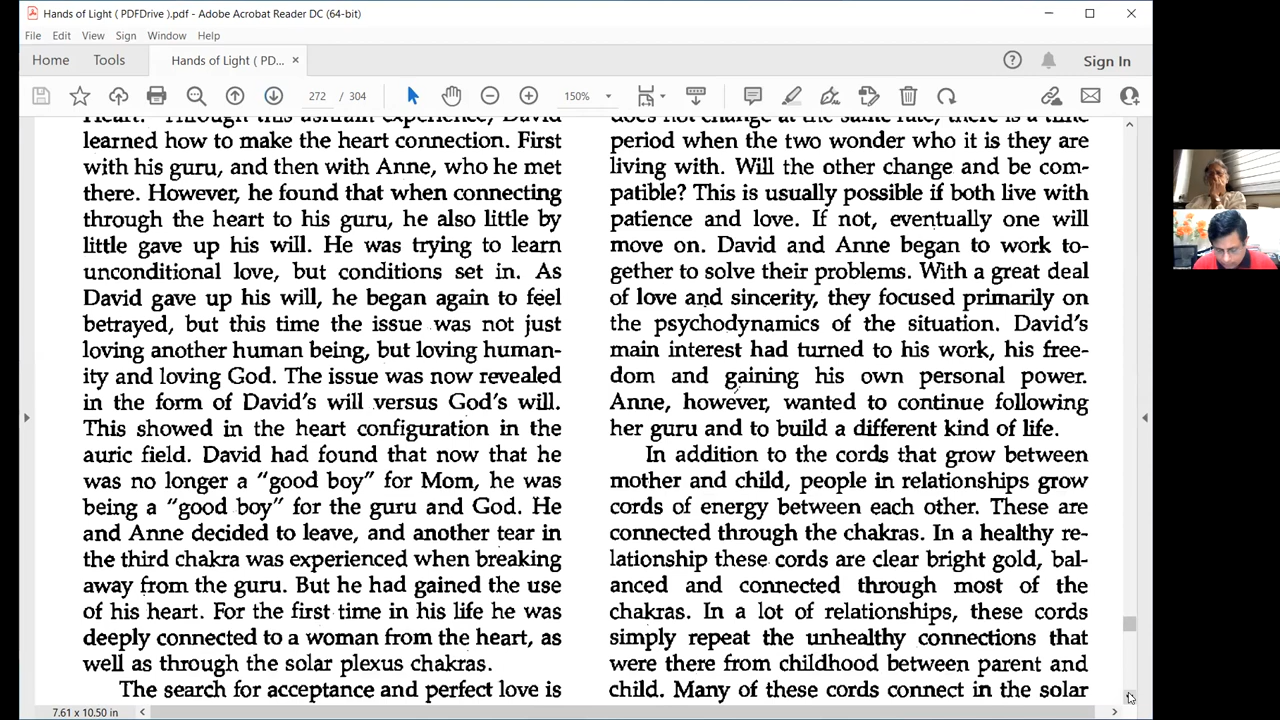 Hands of Light ( PDFDrive ).pdf - Adobe Acrobat Reader DC (64-bit)
File Edit View Sign Window Help
Home Tools Hands of Light ( PD... × Sign In
272 / 304 150%
Heart." Through this ashram experience, David
learned how to make the heart connection. First
with his guru, and then with Anne, who he met
there. However, he found that when connecting
through the heart to his guru, he also little by
little gave up his will. He was trying to learn
unconditional love, but conditions set in. As
David gave up his will, he began again to feel
betrayed, but this time the issue was not just
loving another human being, but loving human-
ity and loving God. The issue was now revealed
in the form of David's will versus God's will.
This showed in the heart configuration in the
auric field. David had found that now that he
was no longer a "good boy" for Mom, he was
being a "good boy" for the guru and God. He
and Anne decided to leave, and another tear in
the third chakra was experienced when breaking
away from the guru. But he had gained the use
of his heart. For the first time in his life he was
deeply connected to a woman from the heart, as
well as through the solar plexus chakras.
The search for acceptance and perfect love is
does not change at the same rate, there is a time
period when the two wonder who it is they are
living with. Will the other change and be com-
patible? This is usually possible if both live with
patience and love. If not, eventually one will
move on. David and Anne began to work to-
gether to solve their problems. With a great deal
of love and sincerity, they focused primarily on
the psychodynamics of the situation. David's
main interest had turned to his work, his free-
dom and gaining his own personal power.
Anne, however, wanted to continue following
her guru and to build a different kind of life.
In addition to the cords that grow between
mother and child, people in relationships grow
cords of energy between each other. These are
connected through the chakras. In a healthy re-
lationship these cords are clear bright gold, bal-
anced and connected through most of the
chakras. In a lot of relationships, these cords
simply repeat the unhealthy connections that
were there from childhood between parent and
child. Many of these cords connect in the solar
7.61 x 10.50 in